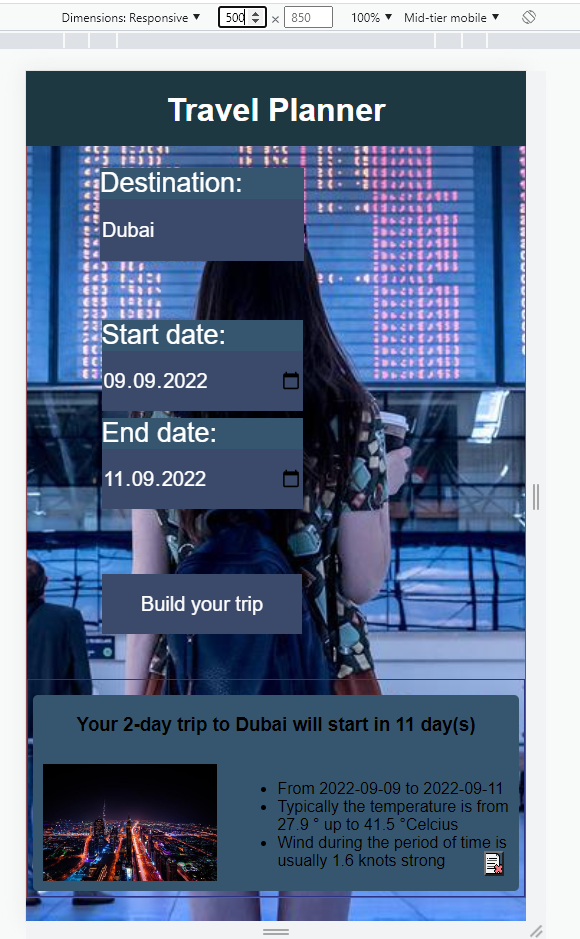 Dimensions: Responsive ▼ 500 × 850 100% ▼ Mid-tier mobile ▼
Travel Planner
Destination:
Dubai
Start date:
09.09.2022
End date:
11.09.2022
Build your trip
Your 2-day trip to Dubai will start in 11 day(s)
• From 2022-09-09 to 2022-09-11
• Typically the temperature is from
27.9 ° up to 41.5 °Celcius
• Wind during the period of time is
usually 1.6 knots strong